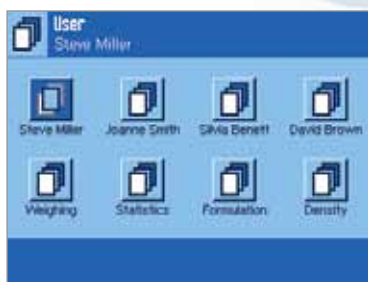 User
Steve Miller
Steve Miller Joanne Smith Silvia Benett David Brown
Weighing Statistics Formulation Density